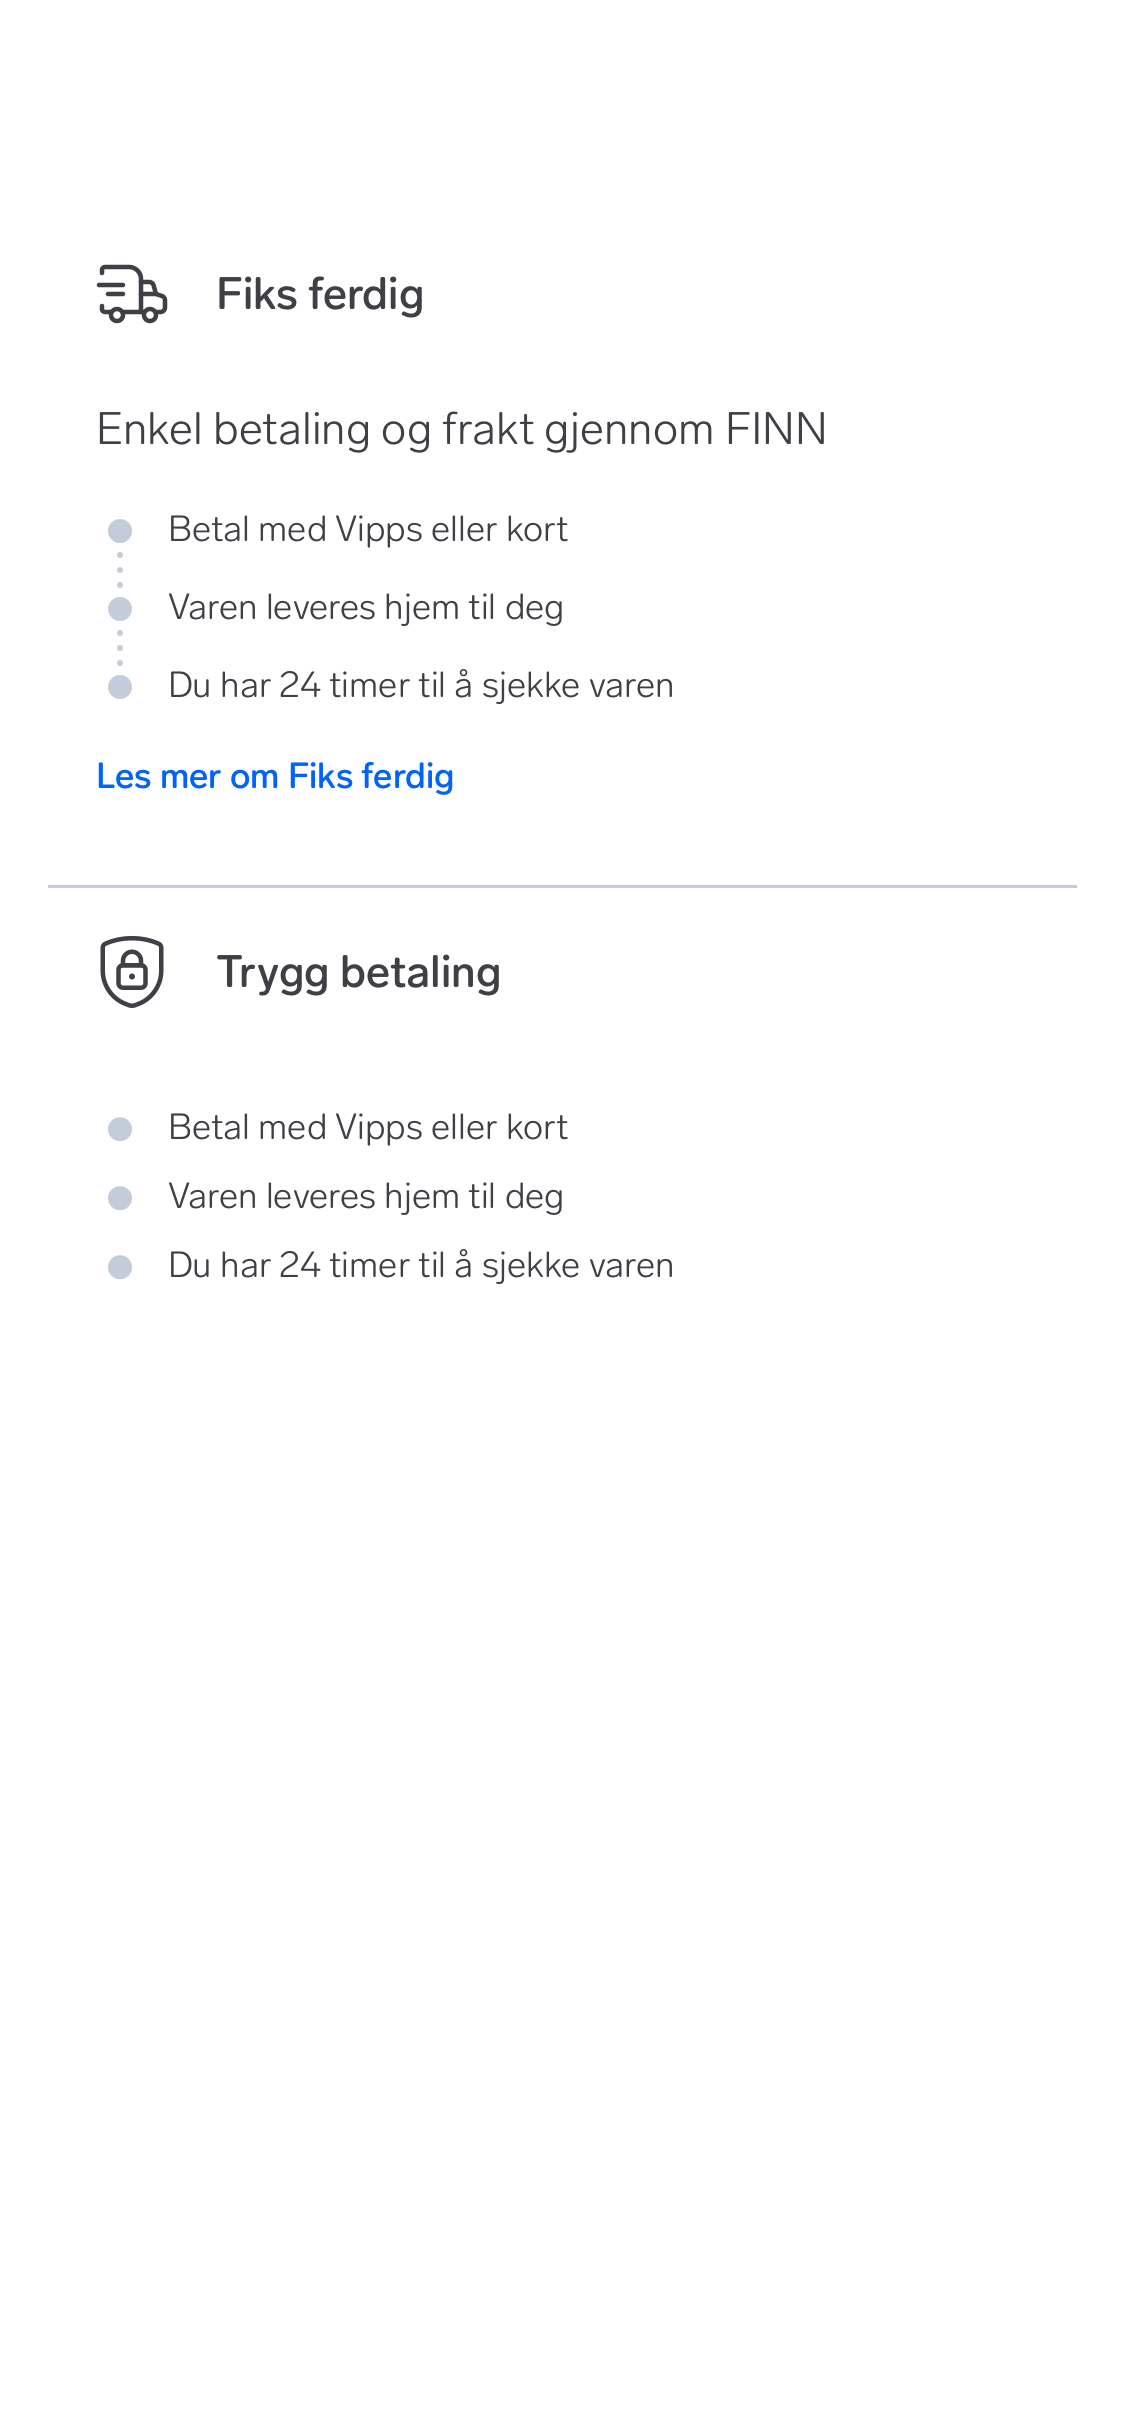 Fiks ferdig
Enkel betaling og frakt gjennom FINN
Betal med Vipps eller kort
Varen leveres hjem til deg
Du har 24 timer til å sjekke varen
Les mer om Fiks ferdig
Trygg betaling
Betal med Vipps eller kort
Varen leveres hjem til deg
Du har 24 timer til å sjekke varen